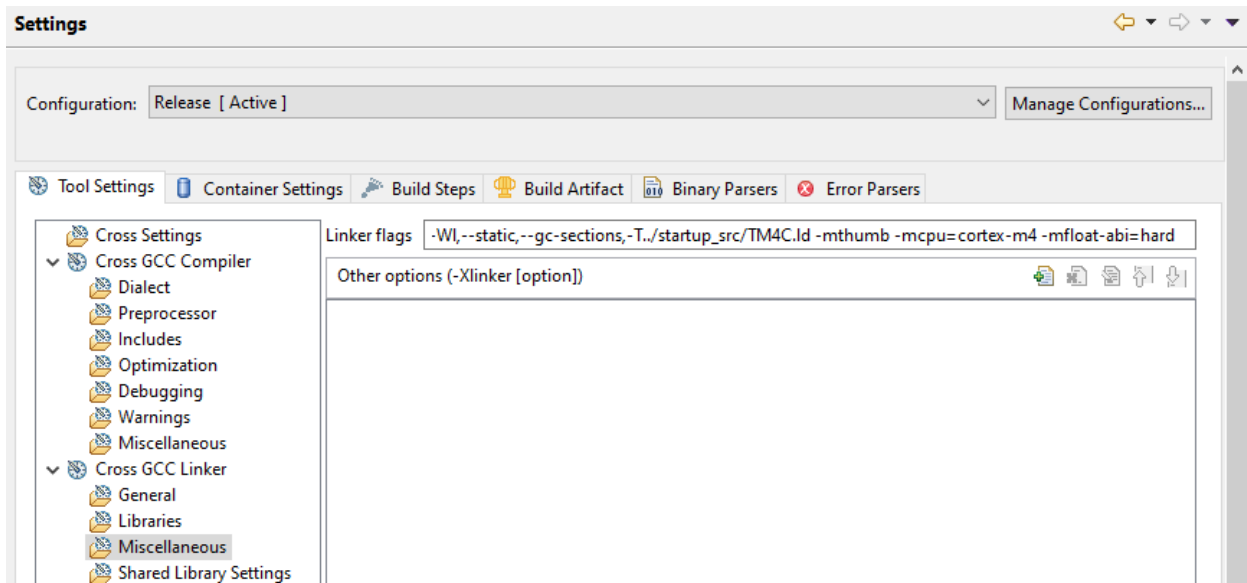 Settings
Configuration: Release [ Active ] Manage Configurations...
Tool Settings Container Settings Build Steps Build Artifact Binary Parsers Error Parsers
Cross Settings
Cross GCC Compiler
Dialect
Preprocessor
Includes
Optimization
Debugging
Warnings
Miscellaneous
Cross GCC Linker
General
Libraries
Miscellaneous
Shared Library Settings
Linker flags -Wl,--static,--gc-sections,-T../startup_src/TM4C.ld -mthumb -mcpu=cortex-m4 -mfloat-abi=hard
Other options (-Xlinker [option])